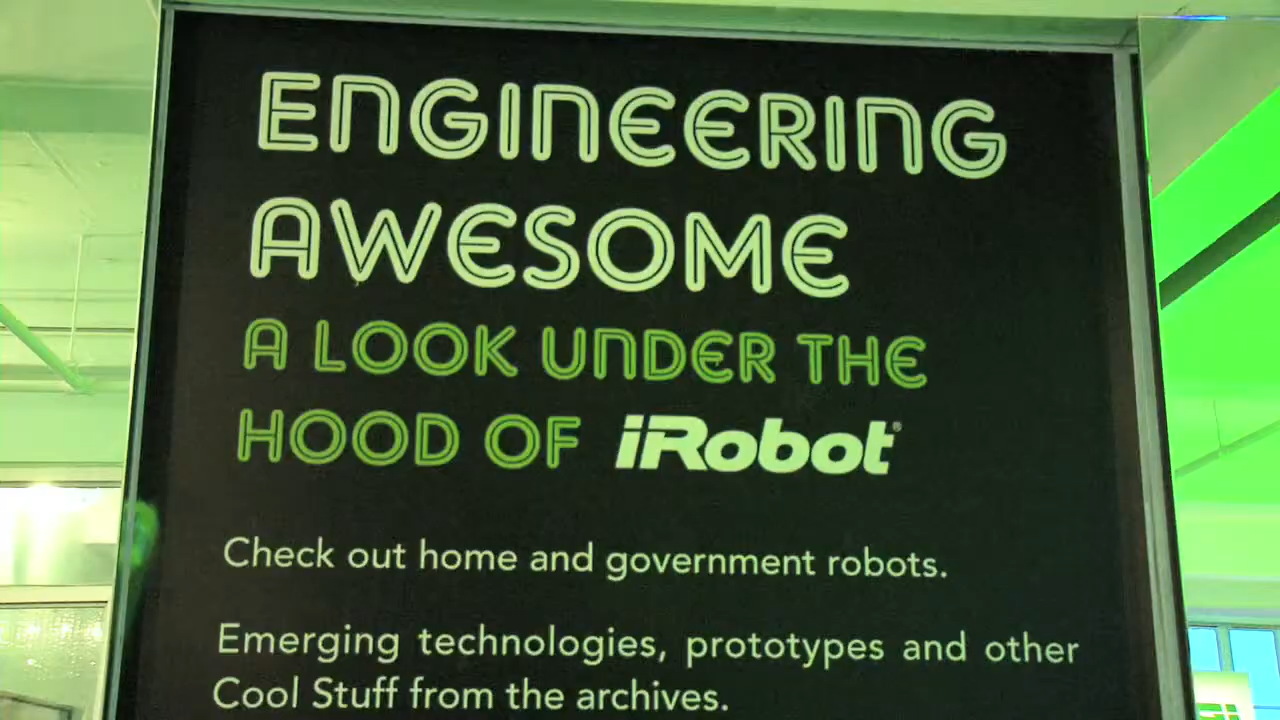 ENGINEERING
AWESOME
A LOOK UNDER THE
HOOD OF iRobot®
Check out home and government robots.
Emerging technologies, prototypes and other
Cool Stuff from the archives.